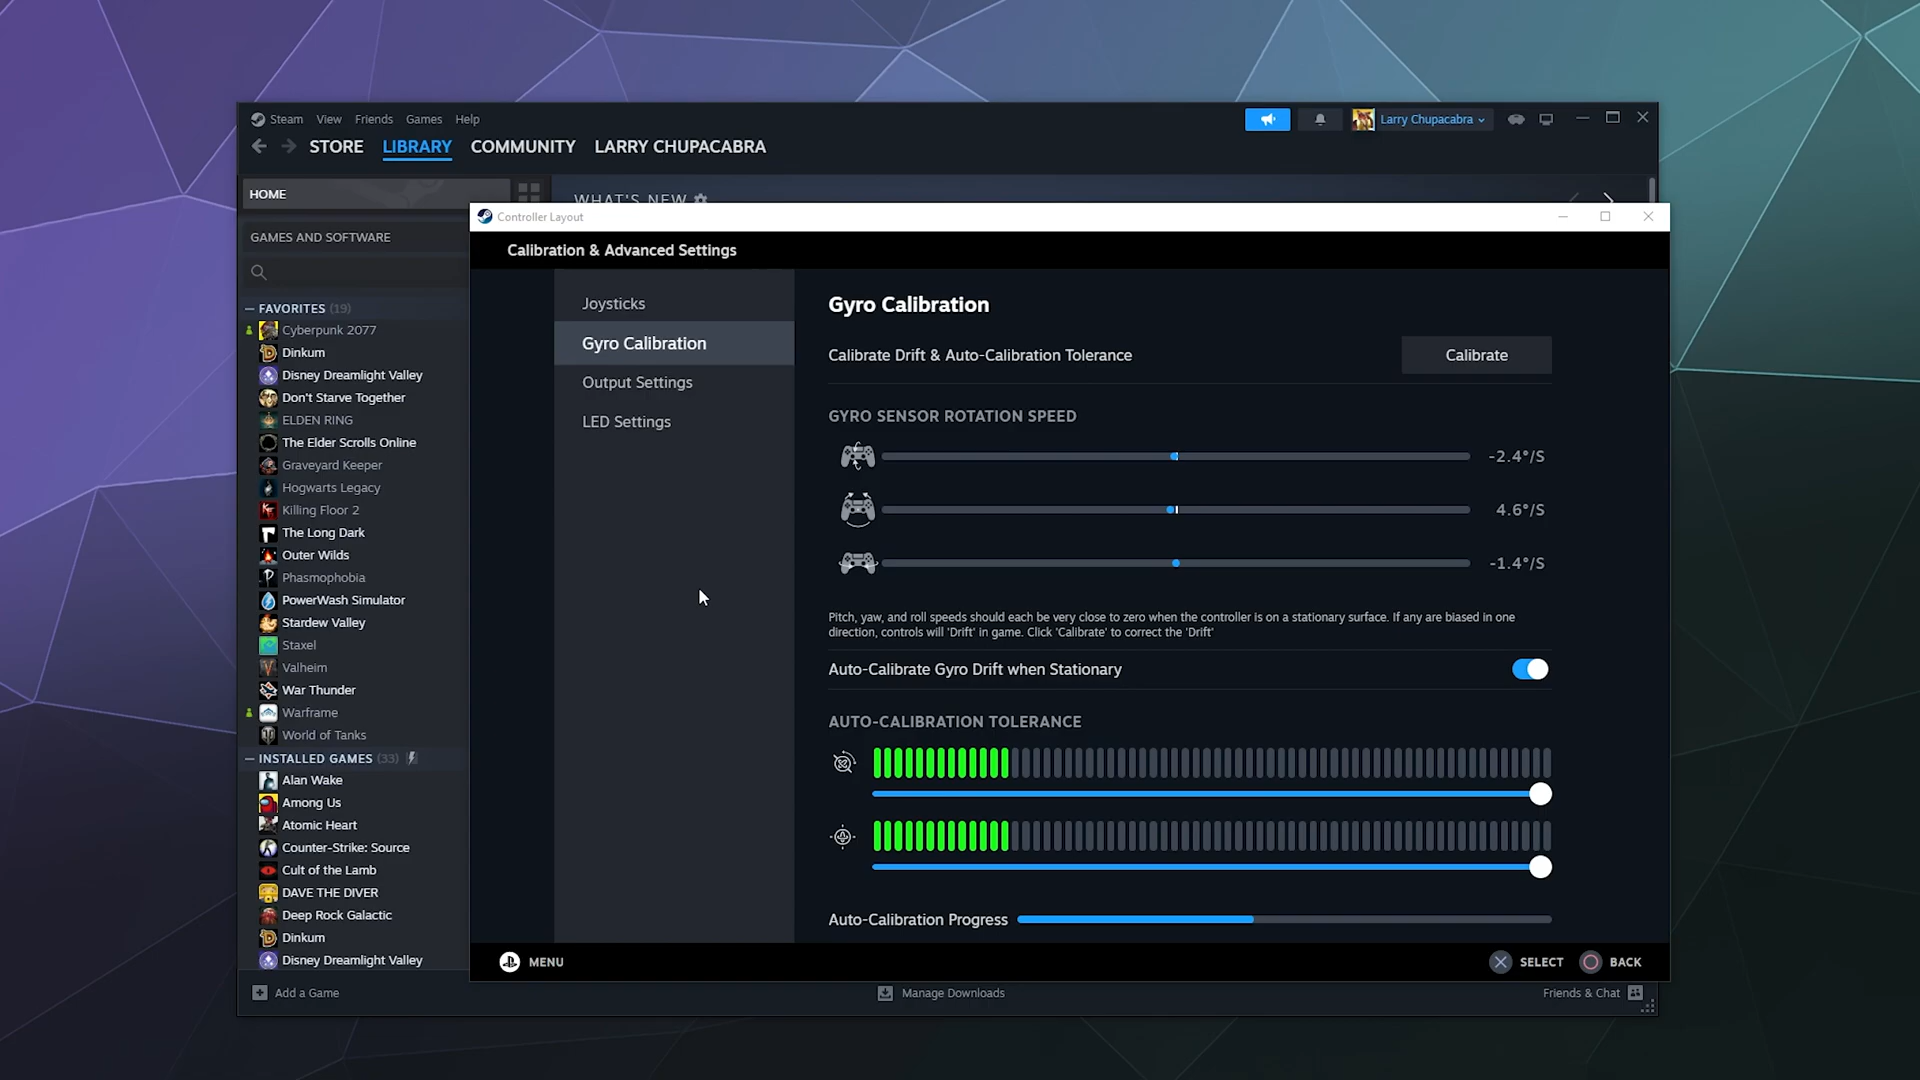 Steam View Friends Games Help
Larry Chupacabra
STORE LIBRARY COMMUNITY LARRY CHUPACABRA
HOME
WHAT'S NEW
GAMES AND SOFTWARE
FAVORITES (19)
Cyberpunk 2077
Dinkum
Disney Dreamlight Valley
Don't Starve Together
ELDEN RING
The Elder Scrolls Online
Graveyard Keeper
Hogwarts Legacy
Killing Floor 2
The Long Dark
Outer Wilds
Phasmophobia
PowerWash Simulator
Stardew Valley
Staxel
Valheim
War Thunder
Warframe
World of Tanks
INSTALLED GAMES (33)
Alan Wake
Among Us
Atomic Heart
Counter-Strike: Source
Cult of the Lamb
DAVE THE DIVER
Deep Rock Galactic
Dinkum
Disney Dreamlight Valley
Controller Layout
Calibration & Advanced Settings
Joysticks
Gyro Calibration
Output Settings
LED Settings
Gyro Calibration
Calibrate Drift & Auto-Calibration Tolerance
Calibrate
GYRO SENSOR ROTATION SPEED
-2.4°/S
4.6°/S
-1.4°/S
Pitch, yaw, and roll speeds should each be very close to zero when the controller is on a stationary surface. If any are biased in one
direction, controls will 'Drift' in game. Click 'Calibrate' to correct the 'Drift'
Auto-Calibrate Gyro Drift when Stationary
AUTO-CALIBRATION TOLERANCE
Auto-Calibration Progress
MENU
SELECT
BACK
Add a Game
Manage Downloads
Friends & Chat